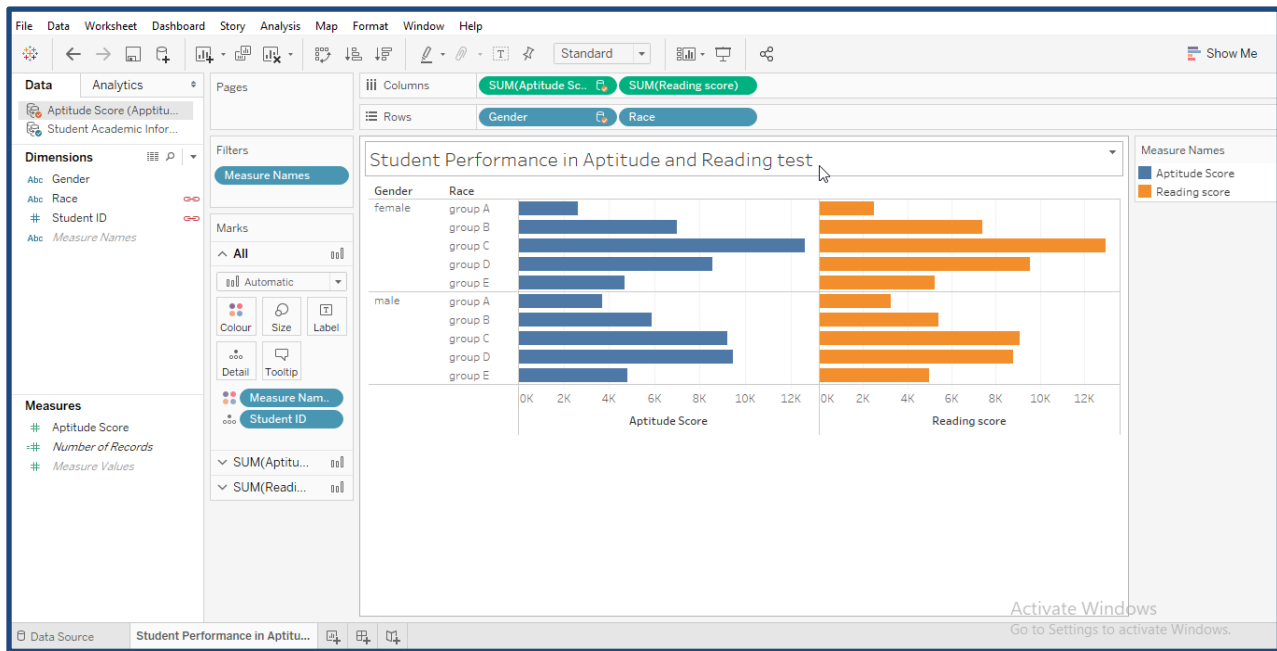 File Data Worksheet Dashboard Story Analysis Map Format Window Help
Standard
Show Me
Data Analytics
Aptitude Score (Apptitu...
Student Academic Infor...
Dimensions
Abc Gender
Abc Race
# Student ID
Abc Measure Names
Measures
# Aptitude Score
=# Number of Records
# Measure Values
Pages
Filters
Measure Names
Marks
All
Automatic
Colour Size Label
Detail Tooltip
Measure Nam..
Student ID
SUM(Aptitu...
SUM(Readi...
Columns SUM(Aptitude Sc.. SUM(Reading score)
Rows Gender Race
Student Performance in Aptitude and Reading test
Gender Race
female group A
group B
group C
group D
group E
male group A
group B
group C
group D
group E
0K 2K 4K 6K 8K 10K 12K 0K 2K 4K 6K 8K 10K 12K
Aptitude Score Reading score
Measure Names
Aptitude Score
Reading score
Activate Windows
Go to Settings to activate Windows.
Data Source Student Performance in Aptitu...